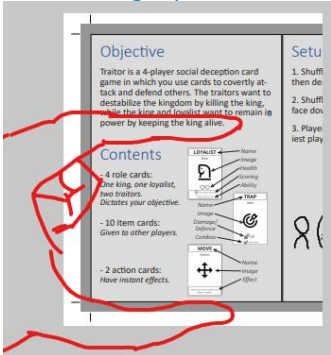 Objective
Traitor is a 4-player social deception card
game in which you use cards to covertly at-
tack and defend others. The traitors want to
destabilize the kingdom by killing the king,
while the king and loyalist want to remain in
power by keeping the king alive.
Contents
- 4 role cards:
One king, one loyalist,
two traitors.
Dictates your objective.
- 10 item cards:
Given to other players.
- 2 action cards:
Have instant effects.
LOYALIST
Name
Image
Health
Scoring
Ability
TRAP
Name
Image
Damage/
Defence
Combos
MOVE
Name
Image
Effect
Setu
1. Shuffl
then de
2. Shuffl
face dow
3. Playe
iest play